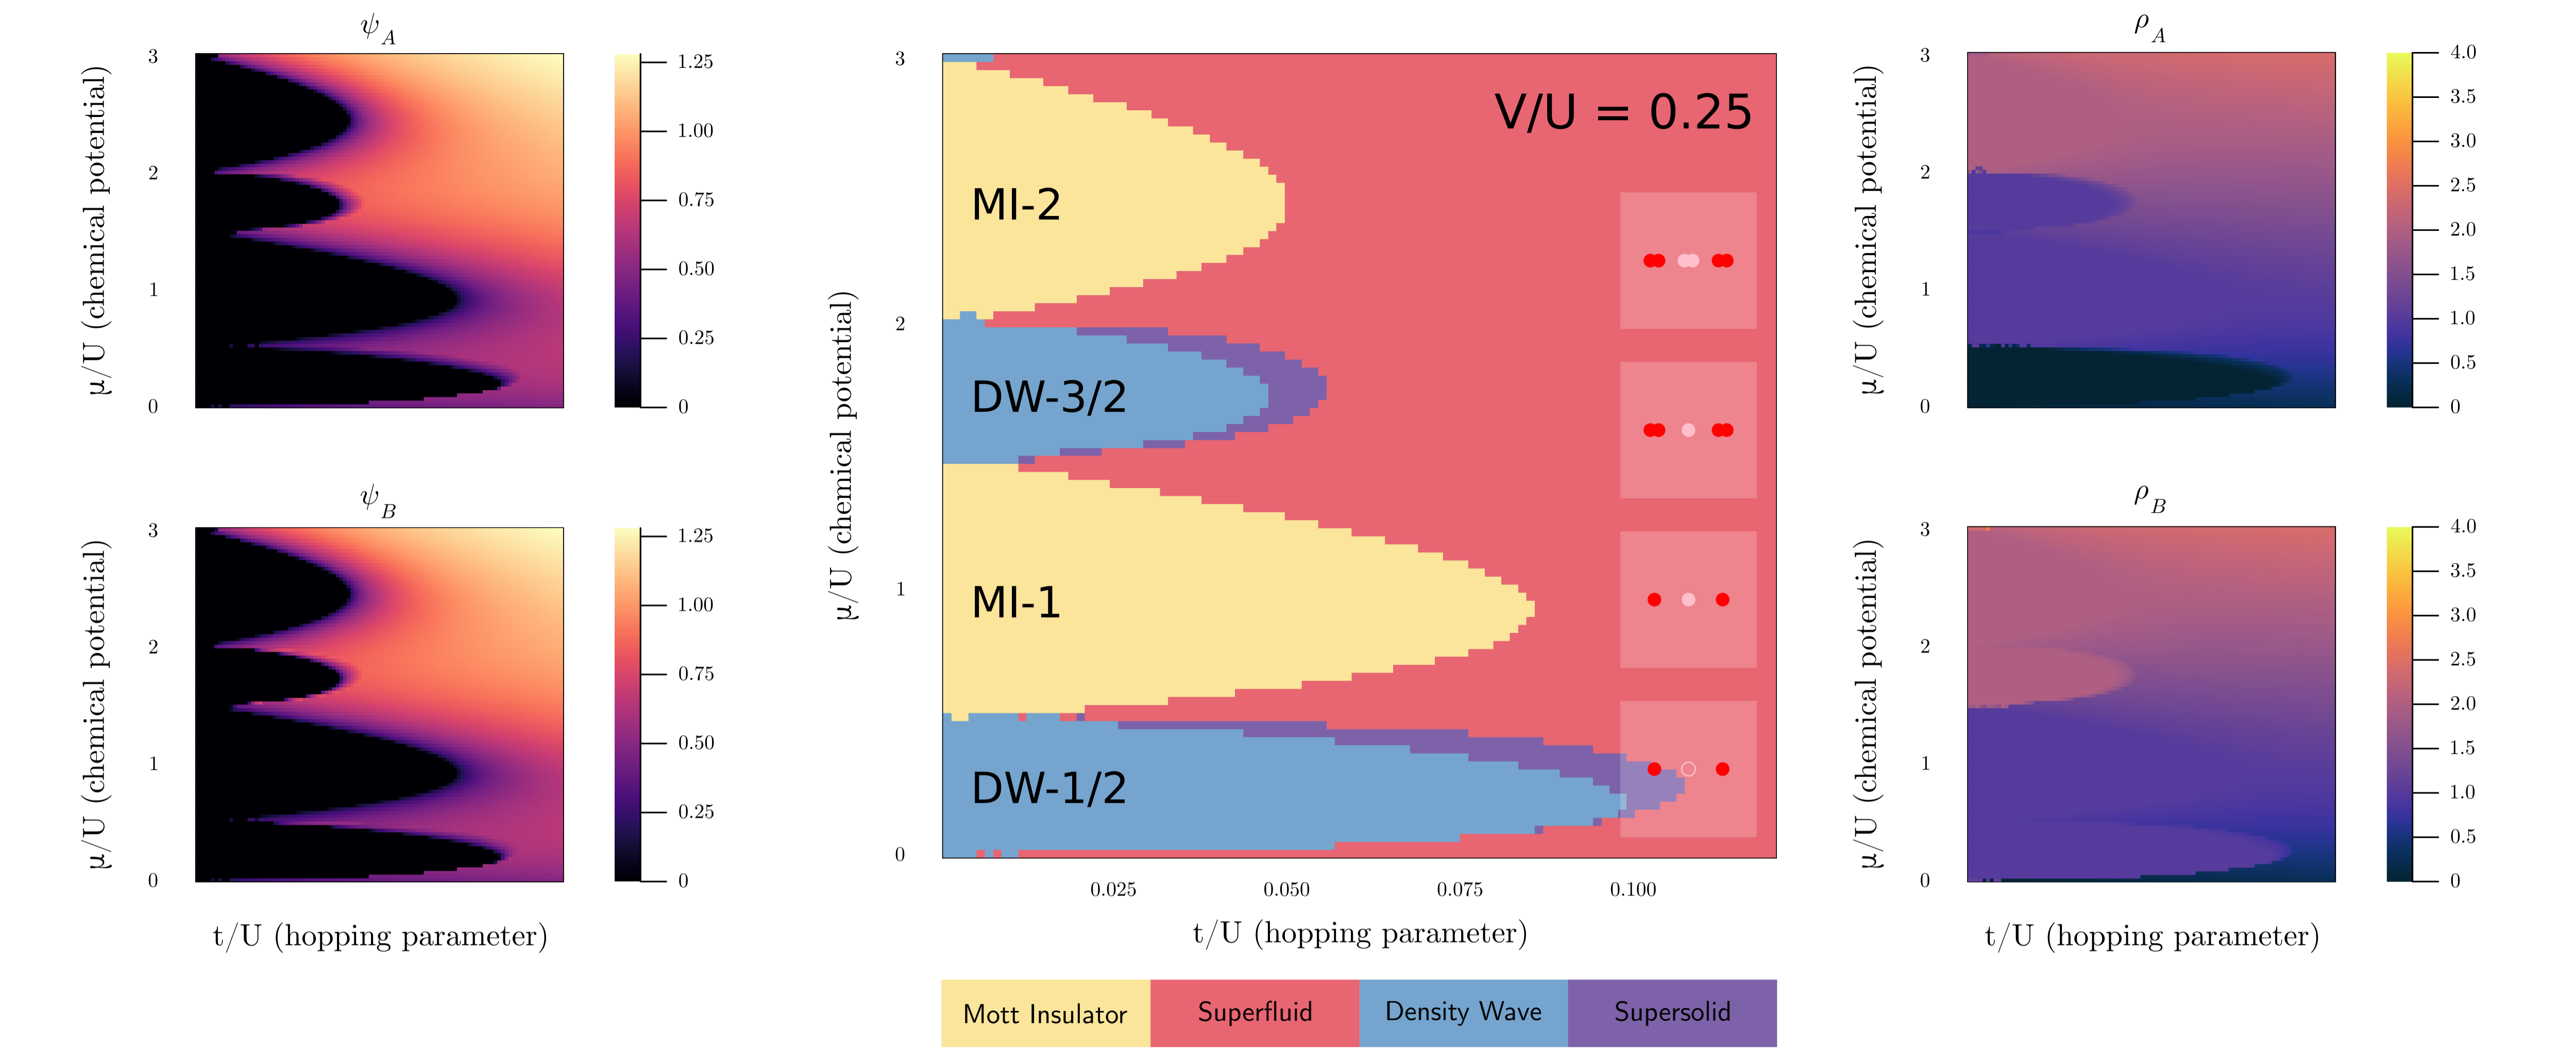 ψA
3
2
1
0
μ/U (chemical potential)
1.25
1.00
0.75
0.50
0.25
0
ψB
3
2
1
0
μ/U (chemical potential)
1.25
1.00
0.75
0.50
0.25
0
t/U (hopping parameter)
V/U = 0.25
MI-2
DW-3/2
MI-1
DW-1/2
3
2
1
0
μ/U (chemical potential)
0.025 0.050 0.075 0.100
t/U (hopping parameter)
Mott Insulator Superfluid Density Wave Supersolid
ρA
3
2
1
0
μ/U (chemical potential)
4.0
3.5
3.0
2.5
2.0
1.5
1.0
0.5
0
ρB
3
2
1
0
μ/U (chemical potential)
4.0
3.5
3.0
2.5
2.0
1.5
1.0
0.5
0
t/U (hopping parameter)